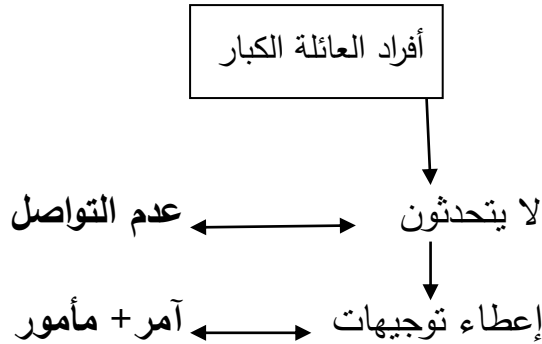 أفراد العائلة الكبار
لا يتحدثون عدم التواصل
إعطاء توجيهات آمر+ مأمور